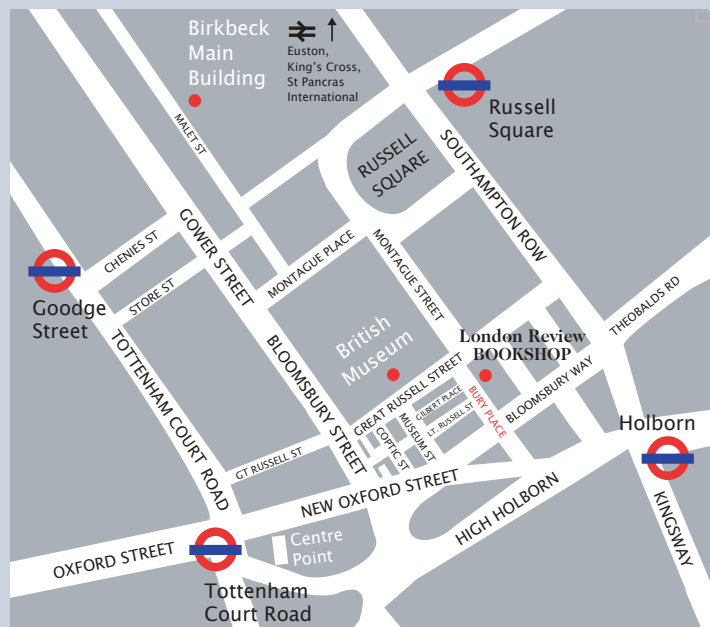 Birkbeck
Main
Building
Euston,
King's Cross,
St Pancras
International
Russell
Square
MALET ST
RUSSELL
SQUARE
SOUTHAMPTON ROW
GOWER STREET
CHENIES ST
STORE ST
MONTAGUE PLACE
MONTAGUE STREET
Goodge
Street
THEOBALDS RD
TOTTENHAM COURT ROAD
BLOOMSBURY STREET
British
Museum
London Review
BOOKSHOP
GREAT RUSSELL STREET
GILBERT PLACE
LT. RUSSELL ST
BURY PLACE
BLOOMSBURY WAY
COPTIC ST
MUSEUM ST
Holborn
GT RUSSELL ST
NEW OXFORD STREET
HIGH HOLBORN
KINGSWAY
OXFORD STREET
Centre
Point
Tottenham
Court Road